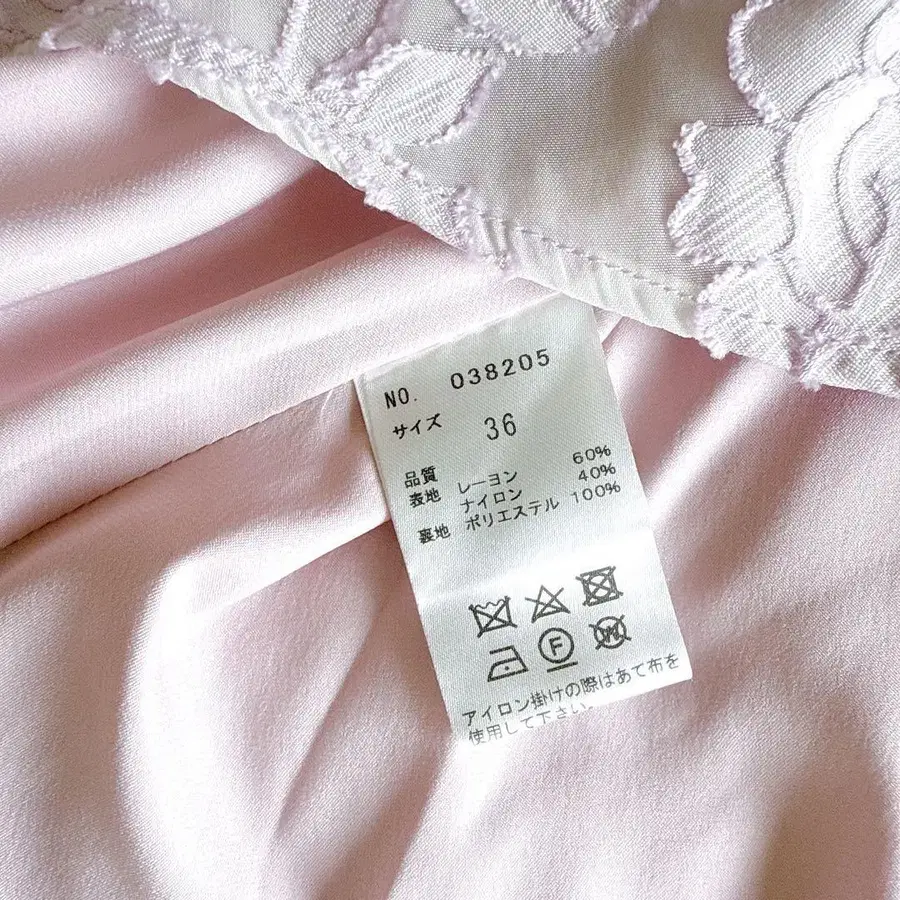 NO. 038205
サイズ 36
品質
表地 レーヨン 60%
ナイロン 40%
裏地 ポリエステル 100%
F
W
アイロン掛けの際はあて布を
使用して下さい。